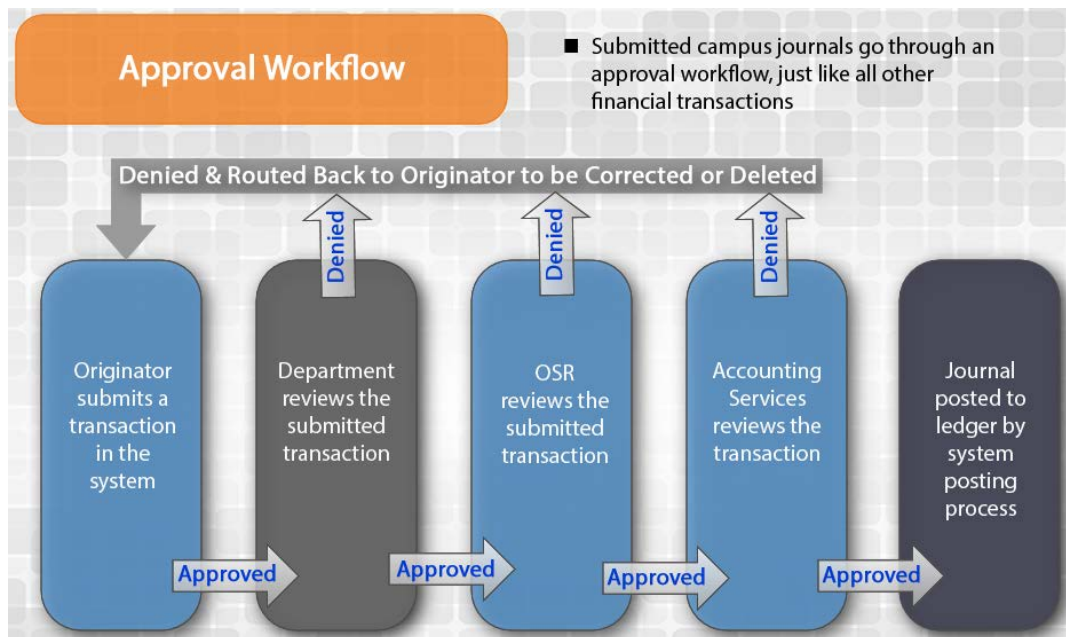 Approval Workflow
■ Submitted campus journals go through an
approval workflow, just like all other
financial transactions
Denied & Routed Back to Originator to be Corrected or Deleted
Denied
Denied
Denied
Originator
submits a
transaction
in the
system
Department
reviews the
submitted
transaction
OSR
reviews the
submitted
transaction
Accounting
Services
reviews the
transaction
Journal
posted to
ledger by
system
posting
process
Approved
Approved
Approved
Approved